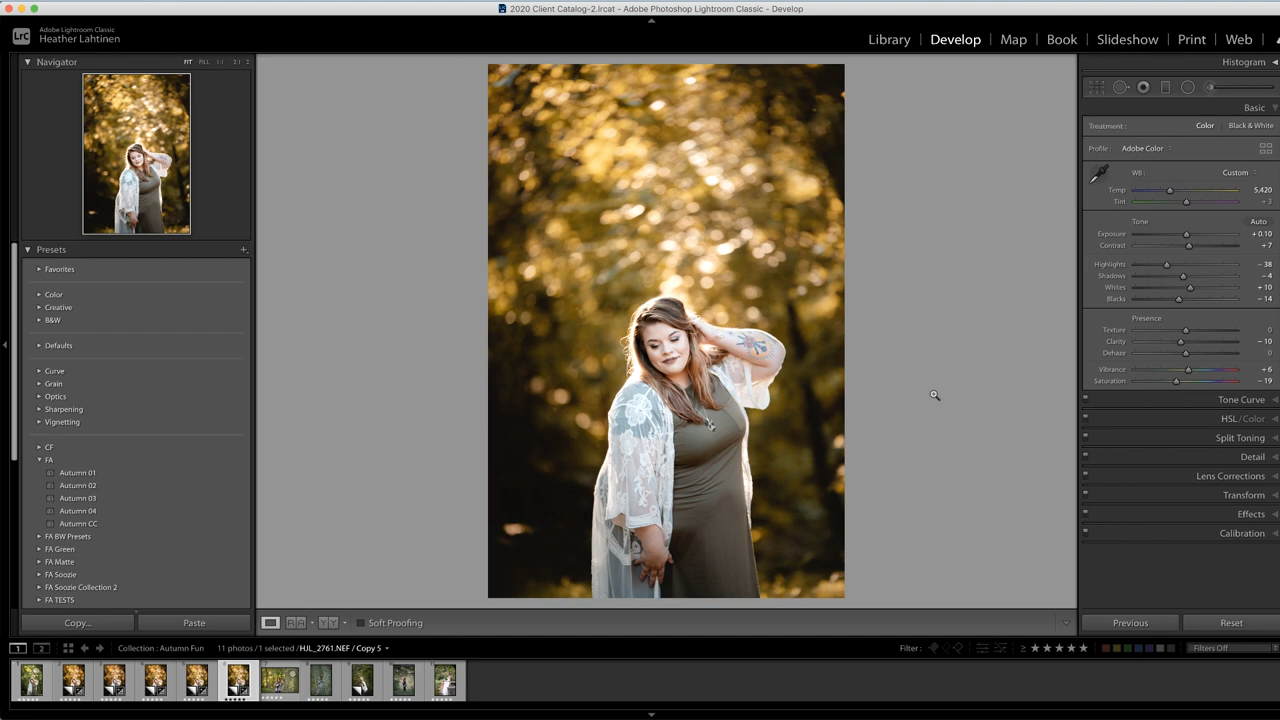 2020 Client Catalog-2.lrcat - Adobe Photoshop Lightroom Classic - Develop
LrC
Adobe Lightroom Classic
Heather Lahtinen
Library | Develop | Map | Book | Slideshow | Print | Web
Navigator FIT FILL 1:1 2:1
Presets
Favorites
Color
Creative
B&W
Defaults
Curve
Grain
Optics
Sharpening
Vignetting
CF
FA
Autumn 01
Autumn 02
Autumn 03
Autumn 04
Autumn CC
FA BW Presets
FA Green
FA Matte
FA Soozie
FA Soozie Collection 2
FA TESTS
Copy... Paste
Soft Proofing
Histogram
Basic
Treatment : Color Black & White
Profile : Adobe Color
WB : Custom
Temp 5,420
Tint + 3
Tone Auto
Exposure + 0.10
Contrast + 7
Highlights − 38
Shadows − 4
Whites + 10
Blacks − 14
Presence
Texture 0
Clarity − 10
Dehaze 0
Vibrance + 6
Saturation − 19
Tone Curve
HSL / Color
Split Toning
Detail
Lens Corrections
Transform
Effects
Calibration
Previous Reset
1 2 Collection : Autumn Fun 11 photos / 1 selected / HJL_2761.NEF / Copy 5 Filter : ≥ ★★★★★ Filters Off